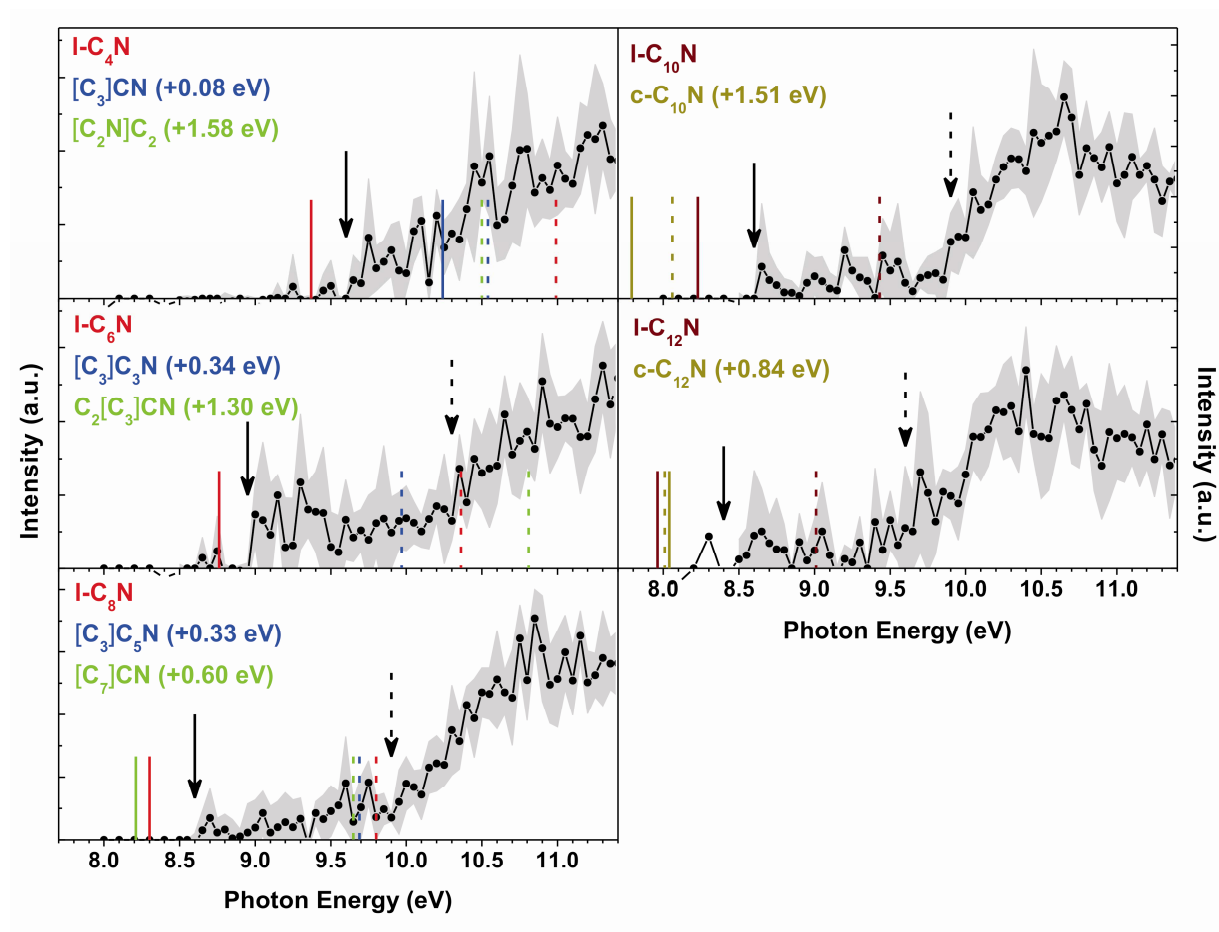 l-C₄N
[C₃]CN (+0.08 eV)
[C₂N]C₂ (+1.58 eV)
l-C₁₀N
c-C₁₀N (+1.51 eV)
l-C₆N
[C₃]C₃N (+0.34 eV)
C₂[C₃]CN (+1.30 eV)
l-C₁₂N
c-C₁₂N (+0.84 eV)
Intensity (a.u.)
Intensity (a.u.)
8.0 8.5 9.0 9.5 10.0 10.5 11.0
Photon Energy (eV)
l-C₈N
[C₃]C₅N (+0.33 eV)
[C₇]CN (+0.60 eV)
8.0 8.5 9.0 9.5 10.0 10.5 11.0
Photon Energy (eV)